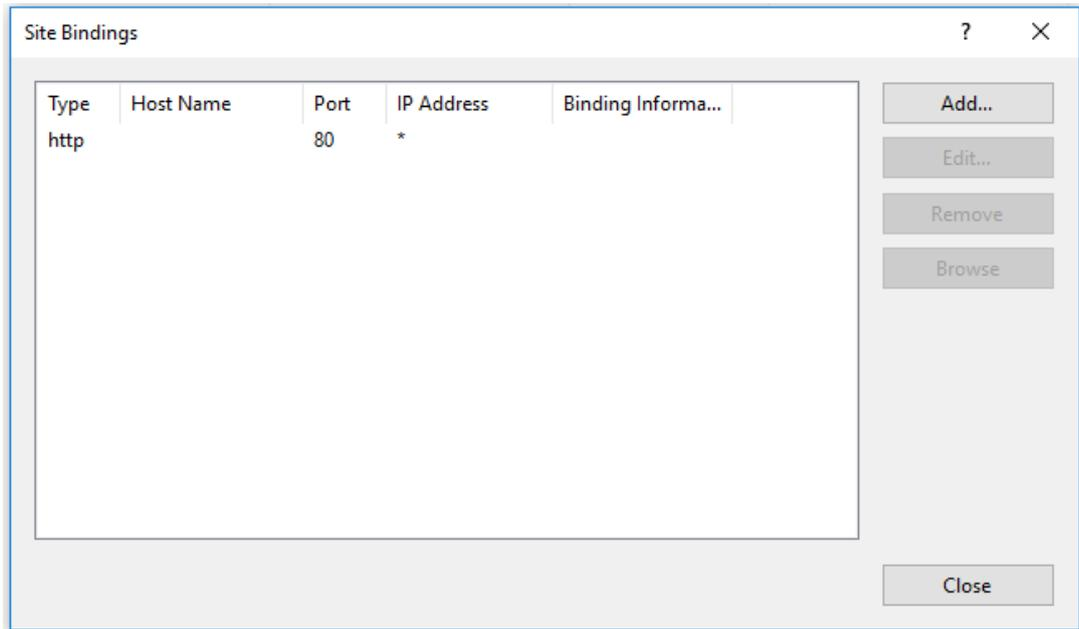 Site Bindings ?
Type Host Name Port IP Address Binding Informa...
http 80 *
Add...
Edit...
Remove
Browse
Close